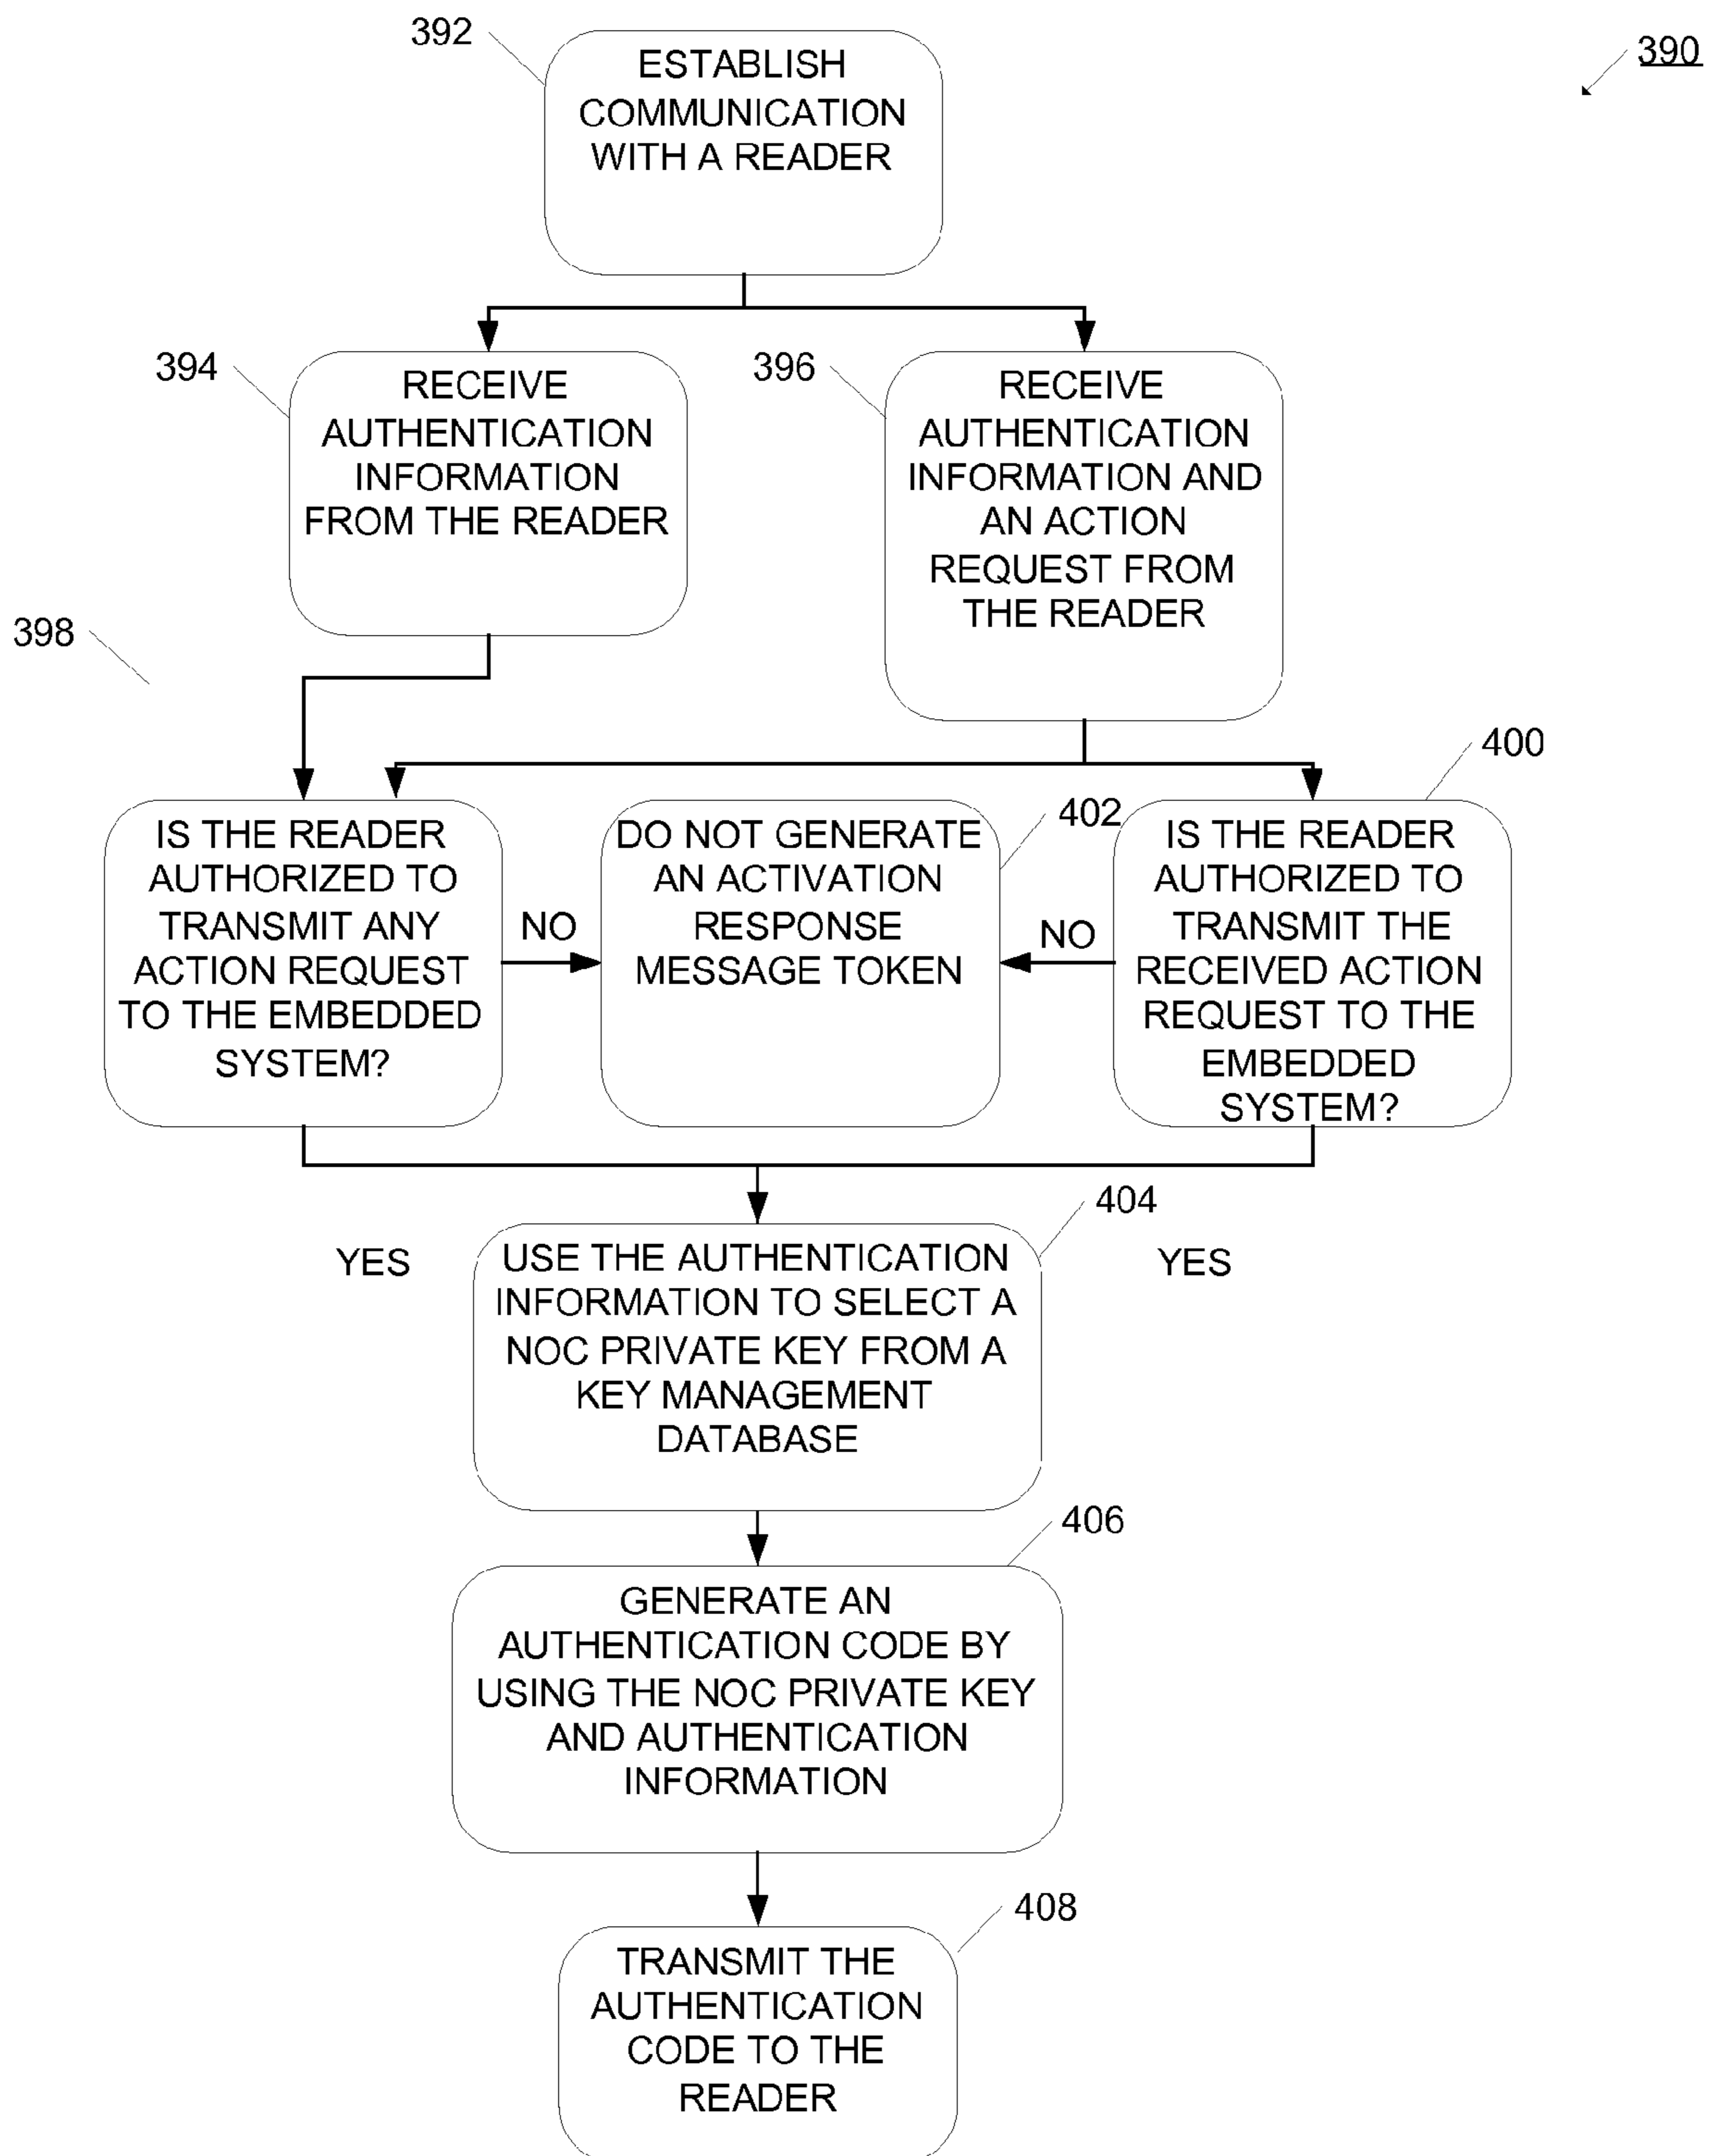 392
390
ESTABLISH
COMMUNICATION
WITH A READER
394
RECEIVE
AUTHENTICATION
INFORMATION
FROM THE READER
396
RECEIVE
AUTHENTICATION
INFORMATION AND
AN ACTION
REQUEST FROM
THE READER
398
IS THE READER
AUTHORIZED TO
TRANSMIT ANY
ACTION REQUEST
TO THE EMBEDDED
SYSTEM?
NO
402
DO NOT GENERATE
AN ACTIVATION
RESPONSE
MESSAGE TOKEN
NO
400
IS THE READER
AUTHORIZED TO
TRANSMIT THE
RECEIVED ACTION
REQUEST TO THE
EMBEDDED
SYSTEM?
YES
YES
404
USE THE AUTHENTICATION
INFORMATION TO SELECT A
NOC PRIVATE KEY FROM A
KEY MANAGEMENT
DATABASE
406
GENERATE AN
AUTHENTICATION CODE BY
USING THE NOC PRIVATE KEY
AND AUTHENTICATION
INFORMATION
408
TRANSMIT THE
AUTHENTICATION
CODE TO THE
READER